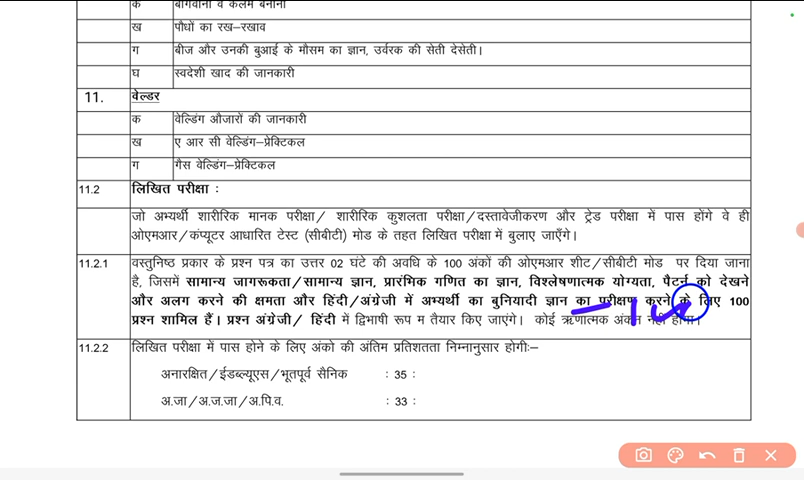 क बागवानी व कलम बनाना
ख पौधों का रख–रखाव
ग बीज और उनकी बुआई के मौसम का ज्ञान, उर्वरक की सेती देसेती।
घ स्वदेशी खाद की जानकारी
11. वेल्डर
क वेल्डिंग औजारों की जानकारी
ख ए आर सी वेल्डिंग–प्रेक्टिकल
ग गैस वेल्डिंग–प्रेक्टिकल
11.2 लिखित परीक्षा :
जो अभ्यर्थी शारीरिक मानक परीक्षा/ शारीरिक कुशलता परीक्षा/दस्तावेजीकरण और ट्रेड परीक्षा में पास होंगे वे ही
ओएमआर/कंप्यूटर आधारित टेस्ट (सीबीटी) मोड के तहत लिखित परीक्षा में बुलाए जाएँगे।
11.2.1 वस्तुनिष्ठ प्रकार के प्रश्न पत्र का उत्तर 02 घंटे की अवधि के 100 अंकों की ओएमआर शीट/सीबीटी मोड पर दिया जाना
है, जिसमें सामान्य जागरूकता/सामान्य ज्ञान, प्रारंमिक गणित का ज्ञान, विश्लेषणात्मक योग्यता, पैटर्न को देखने
और अलग करने की क्षमता और हिंदी/अंग्रेजी में अभ्यर्थी का बुनियादी ज्ञान का परीक्षण करने के लिए 100
प्रश्न शामिल हैं। प्रश्न अंग्रेजी/ हिंदी में द्विभाषी रूप म तैयार किए जाएंगे। कोई ऋणात्मक अंकन नहीं होगा।
11.2.2 लिखित परीक्षा में पास होने के लिए अंको की अंतिम प्रतिशतता निम्नानुसार होगीः–
अनारक्षित/ईडब्ल्यूएस/भूतपूर्व सैनिक : 35 :
अ.जा/अ.ज.जा/अ.पि.व. : 33 :